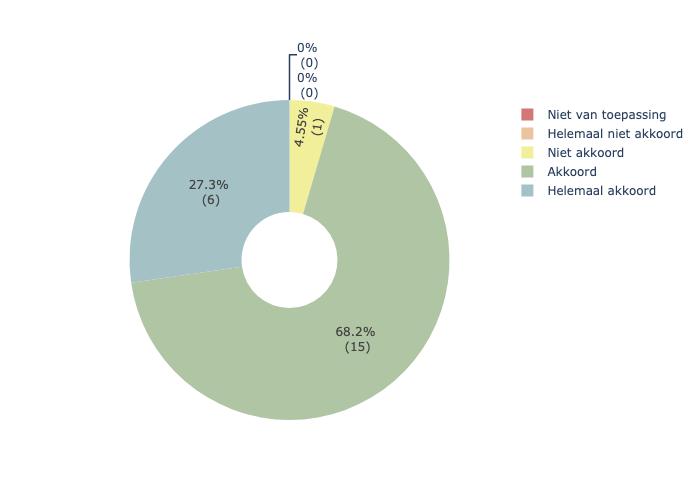 0%
(0)
0%
(0)
4.55%
(1)
27.3%
(6)
68.2%
(15)
Niet van toepassing
Helemaal niet akkoord
Niet akkoord
Akkoord
Helemaal akkoord